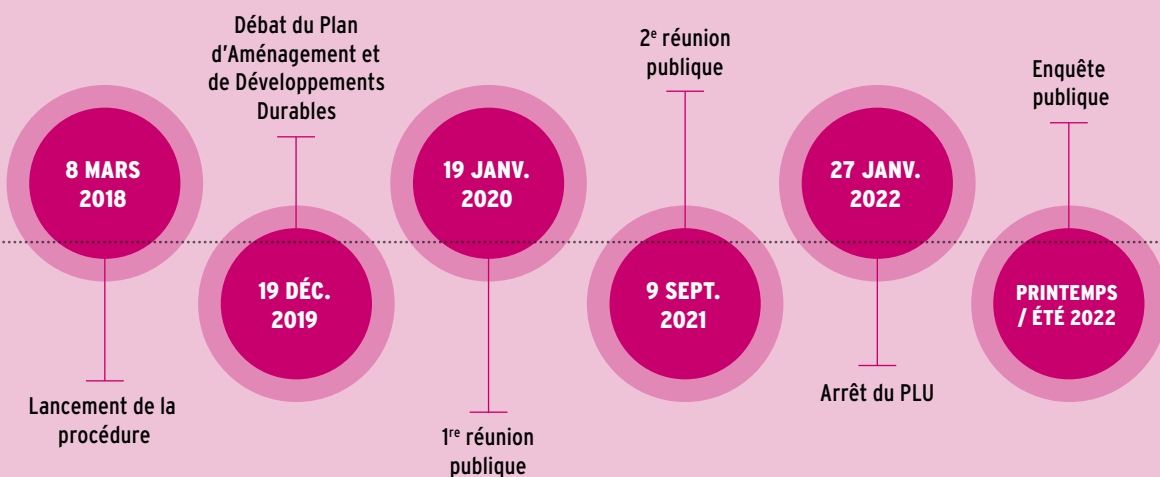 8 MARS
2018
Lancement de la
procédure
Débat du Plan
d'Aménagement et
de Développements
Durables
19 DÉC.
2019
19 JANV.
2020
1re réunion
publique
2e réunion
publique
9 SEPT.
2021
27 JANV.
2022
Arrêt du PLU
Enquête
publique
PRINTEMPS
/ ÉTÉ 2022